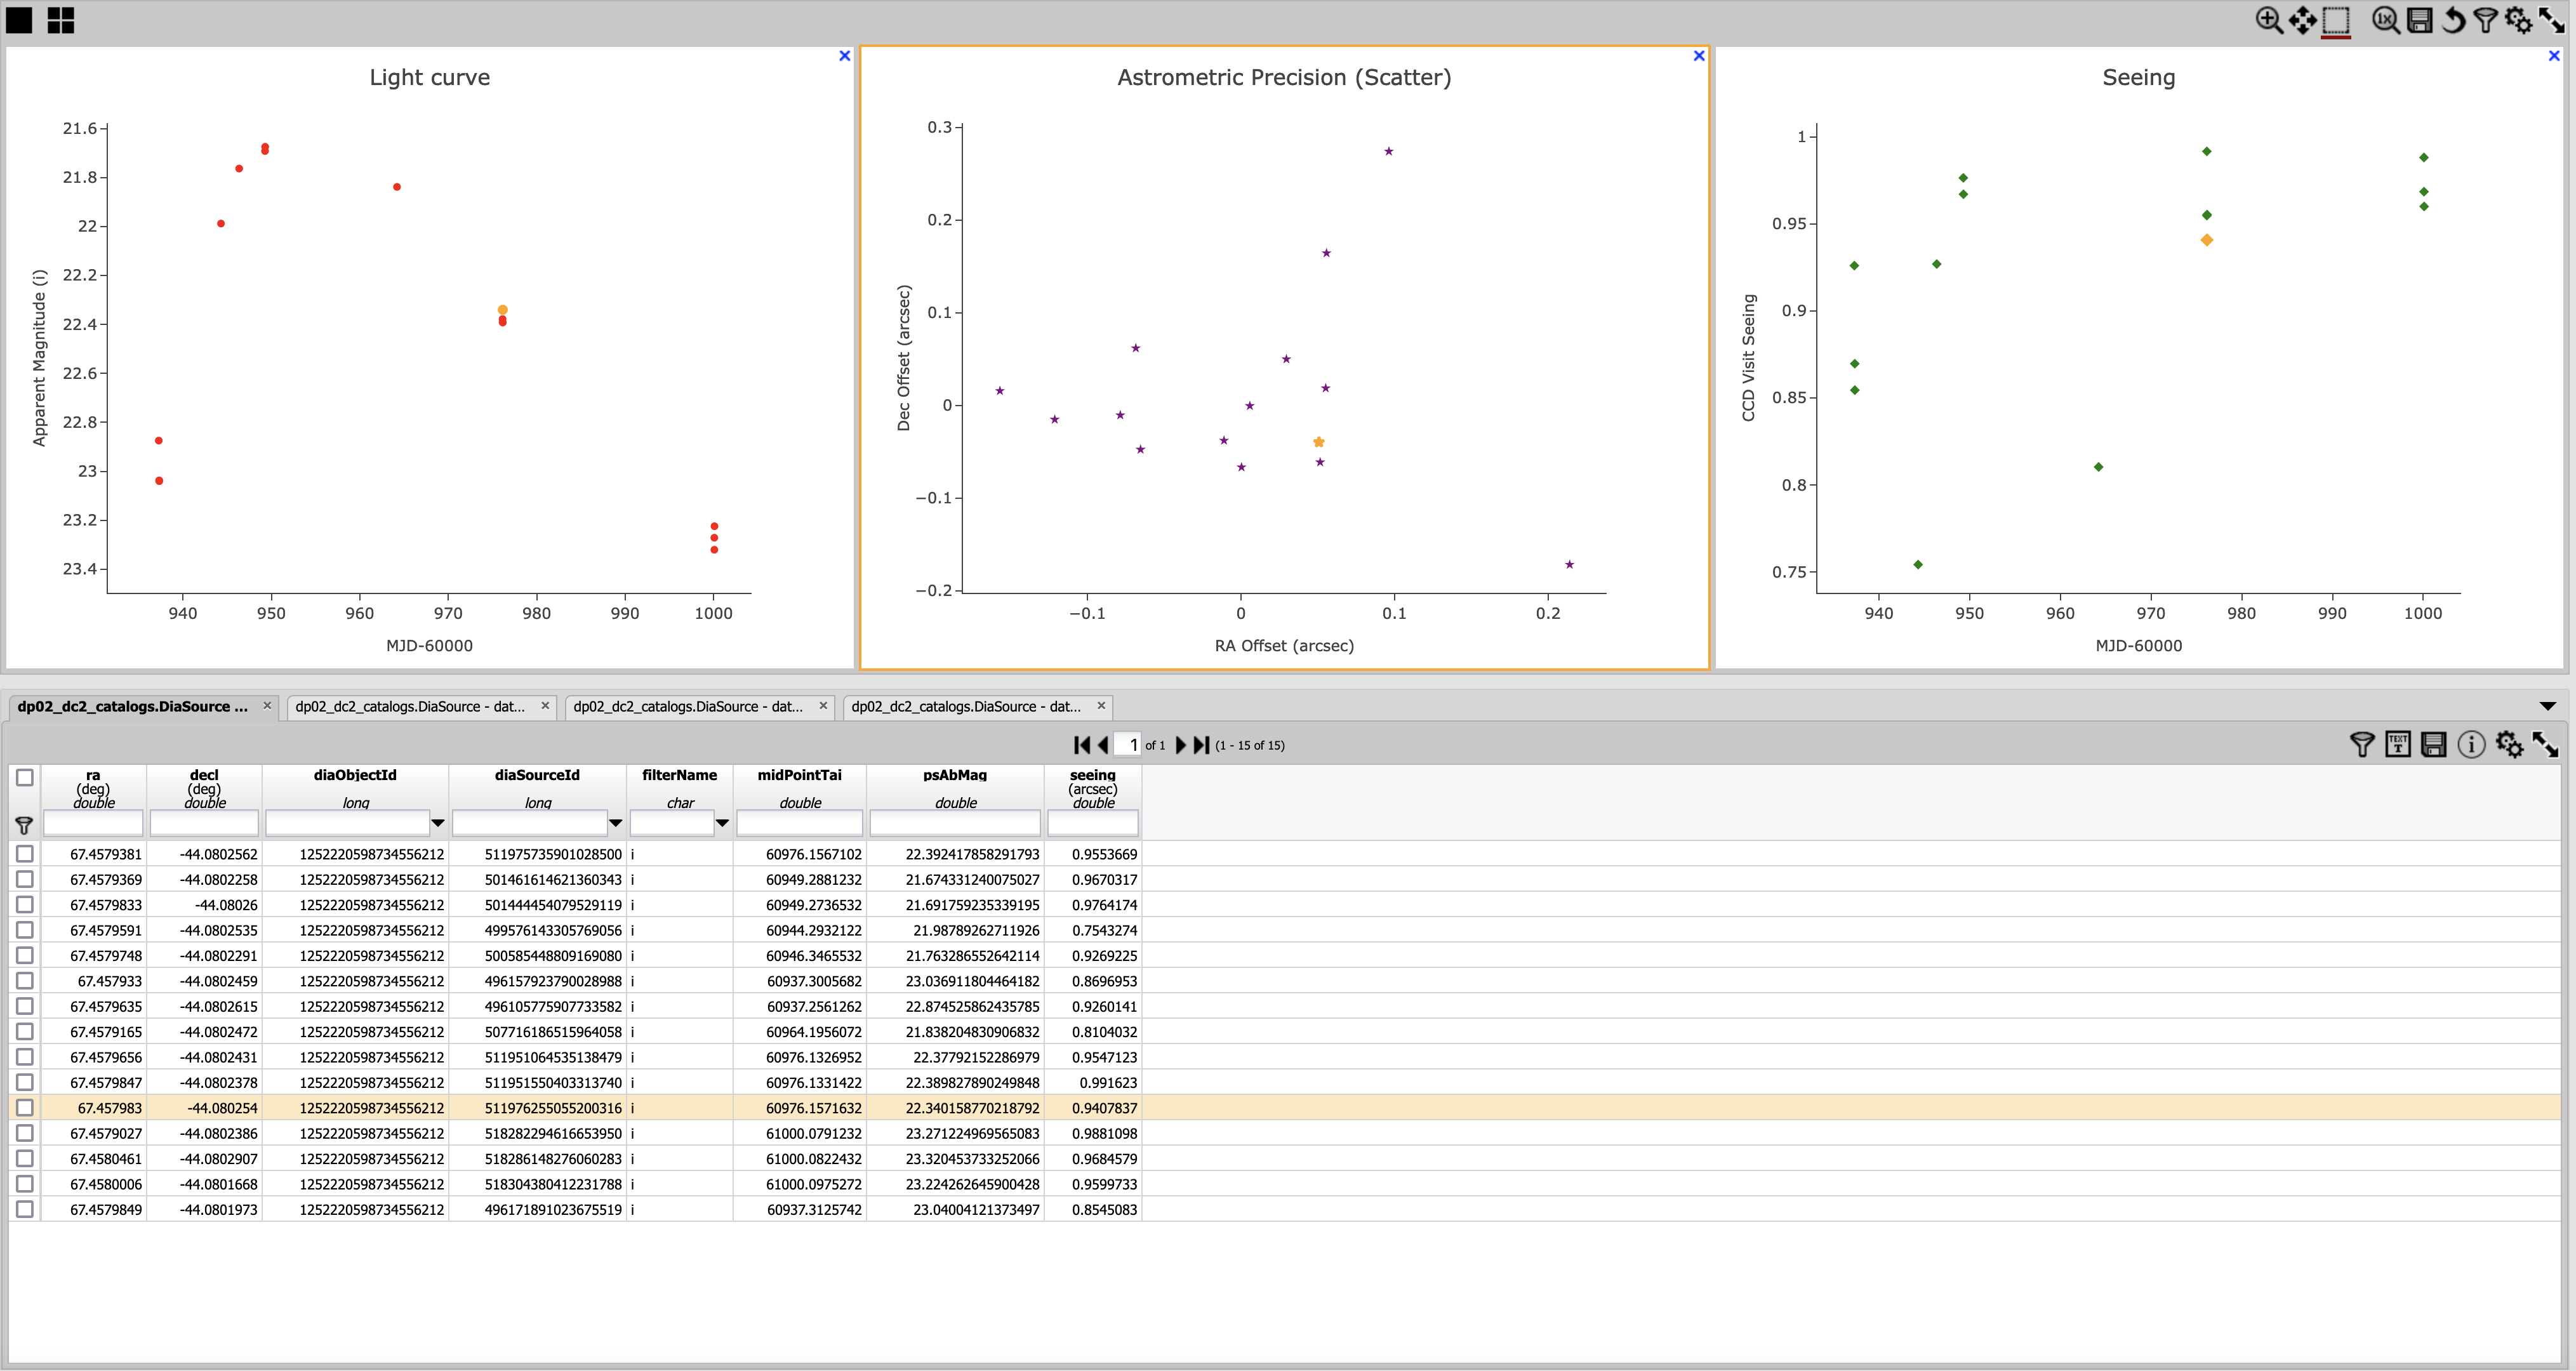 1x
Light curve
21.6
21.8
22
22.2
22.4
22.6
22.8
23
23.2
23.4
Apparent Magnitude (i)
940 950 960 970 980 990 1000
MJD-60000
Astrometric Precision (Scatter)
0.3
0.2
0.1
0
−0.1
−0.2
Dec Offset (arcsec)
−0.1 0 0.1 0.2
RA Offset (arcsec)
Seeing
1
0.95
0.9
0.85
0.8
0.75
CCD Visit Seeing
940 950 960 970 980 990 1000
MJD-60000
dp02_dc2_catalogs.DiaSource ... dp02_dc2_catalogs.DiaSource - dat... dp02_dc2_catalogs.DiaSource - dat... dp02_dc2_catalogs.DiaSource - dat...
1 of 1 (1 - 15 of 15) TEXT T i
ra decl diaObjectId diaSourceId filterName midPointTai psAbMag seeing
(deg) (deg) (arcsec)
double double long long char double double double
67.4579381 -44.0802562 1252220598734556212 511975735901028500 i 60976.1567102 22.392417858291793 0.9553669
67.4579369 -44.0802258 1252220598734556212 501461614621360343 i 60949.2881232 21.674331240075027 0.9670317
67.4579833 -44.08026 1252220598734556212 501444454079529119 i 60949.2736532 21.691759235339195 0.9764174
67.4579591 -44.0802535 1252220598734556212 499576143305769056 i 60944.2932122 21.98789262711926 0.7543274
67.4579748 -44.0802291 1252220598734556212 500585448809169080 i 60946.3465532 21.763286552642114 0.9269225
67.457933 -44.0802459 1252220598734556212 496157923790028988 i 60937.3005682 23.036911804464182 0.8696953
67.4579635 -44.0802615 1252220598734556212 496105775907733582 i 60937.2561262 22.874525862435785 0.9260141
67.4579165 -44.0802472 1252220598734556212 507716186515964058 i 60964.1956072 21.838204830906832 0.8104032
67.4579656 -44.0802431 1252220598734556212 511951064535138479 i 60976.1326952 22.37792152286979 0.9547123
67.4579847 -44.0802378 1252220598734556212 511951550403313740 i 60976.1331422 22.389827890249848 0.991623
67.457983 -44.080254 1252220598734556212 511976255055200316 i 60976.1571632 22.340158770218792 0.9407837
67.4579027 -44.0802386 1252220598734556212 518282294616653950 i 61000.0791232 23.271224969565083 0.9881098
67.4580461 -44.0802907 1252220598734556212 518286148276060283 i 61000.0822432 23.320453733252066 0.9684579
67.4580006 -44.0801668 1252220598734556212 518304380412231788 i 61000.0975272 23.224262645900428 0.9599733
67.4579849 -44.0801973 1252220598734556212 496171891023675519 i 60937.3125742 23.04004121373497 0.8545083